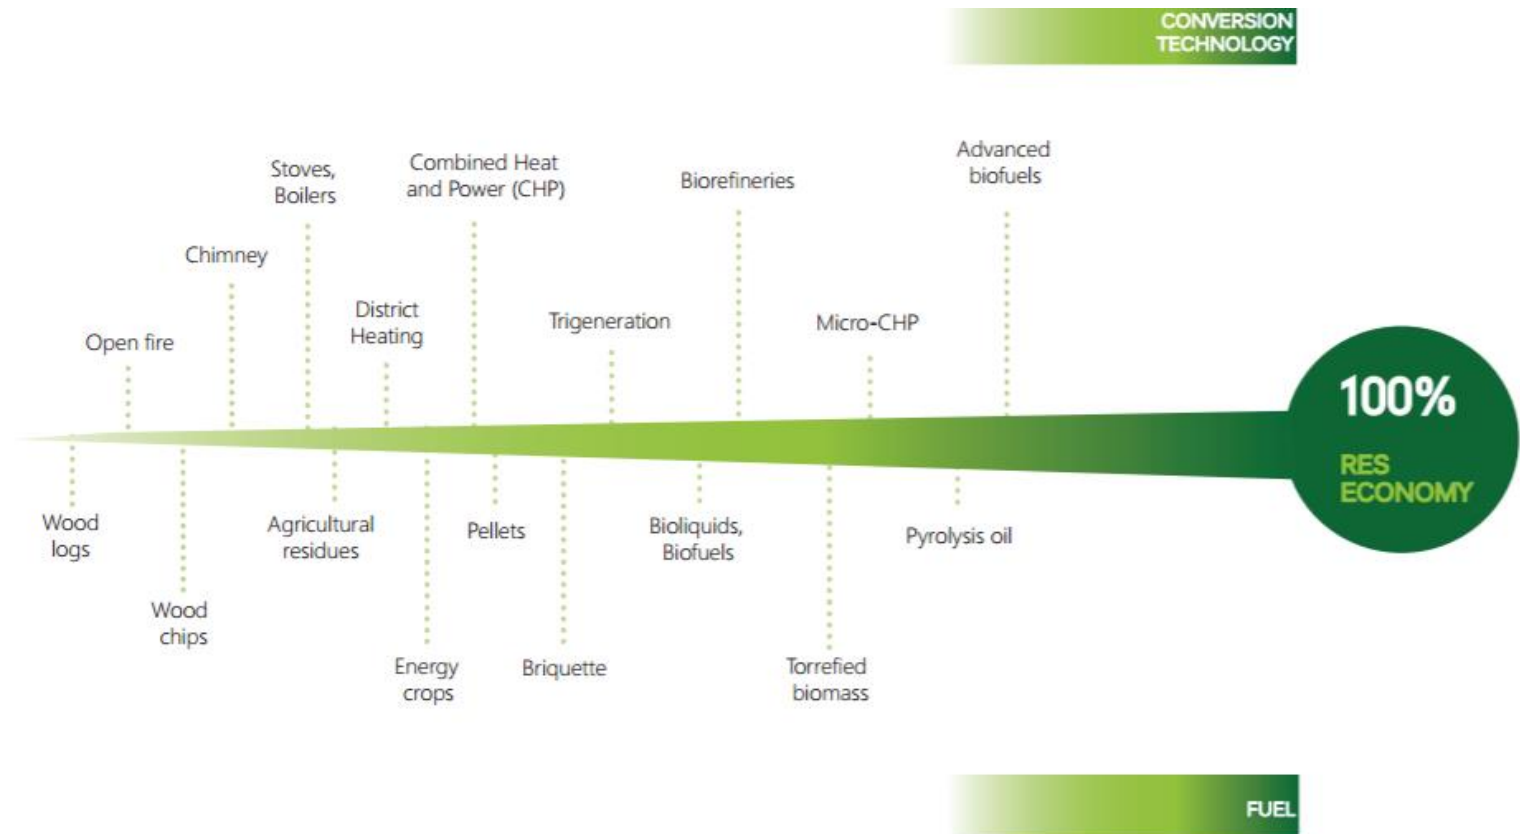 CONVERSION
TECHNOLOGY
Advanced
biofuels
Combined Heat
and Power (CHP)
Stoves,
Boilers
Biorefineries
Chimney
District
Heating
Trigeneration
Micro-CHP
Open fire
100%
RES
ECONOMY
Wood
logs
Agricultural
residues
Pellets
Bioliquids,
Biofuels
Pyrolysis oil
Wood
chips
Energy
crops
Briquette
Torrefied
biomass
FUEL